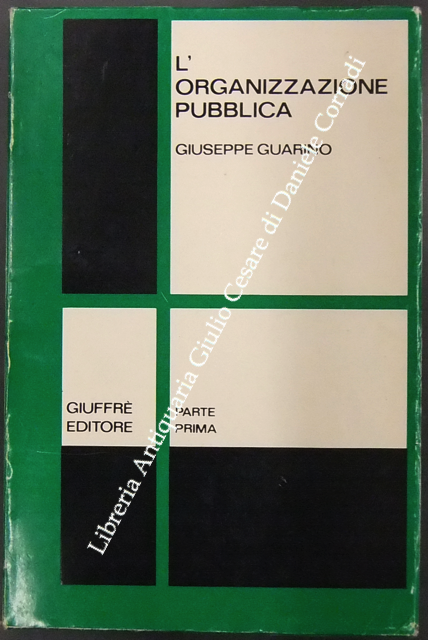 L'
ORGANIZZAZIONE
PUBBLICA
GIUSEPPE GUARINO
GIUFFRÈ
EDITORE
PARTE
PRIMA
Libreria Antiquaria Giulio Cesare di Daniele Corradi